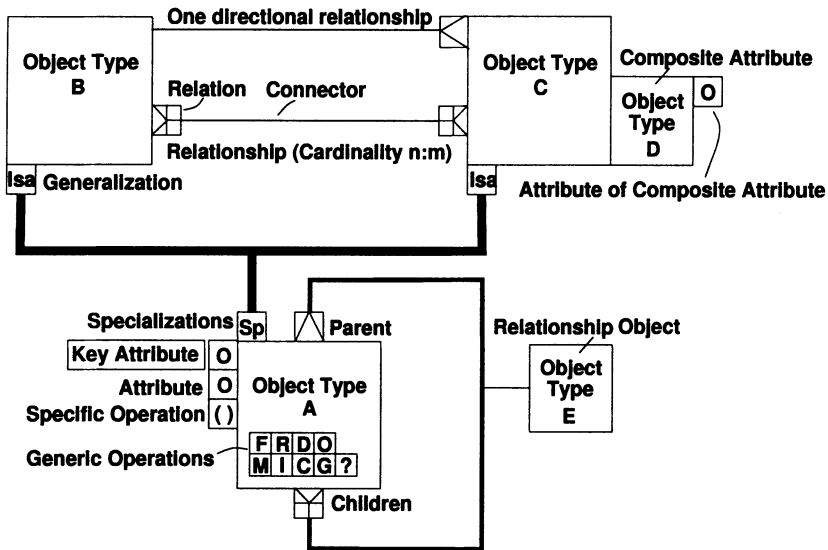 One directional relationship
Object Type
B
Object Type
C
Composite Attribute
Object
Type
D
O
Relation
Connector
Relationship (Cardinality n:m)
Isa
Generalization
Isa
Attribute of Composite Attribute
Specializations
Sp
Parent
Relationship Object
Key Attribute
O
Attribute
O
Specific Operation
( )
Object Type
A
Object
Type
E
Generic Operations
F R D O
M I C G ?
Children